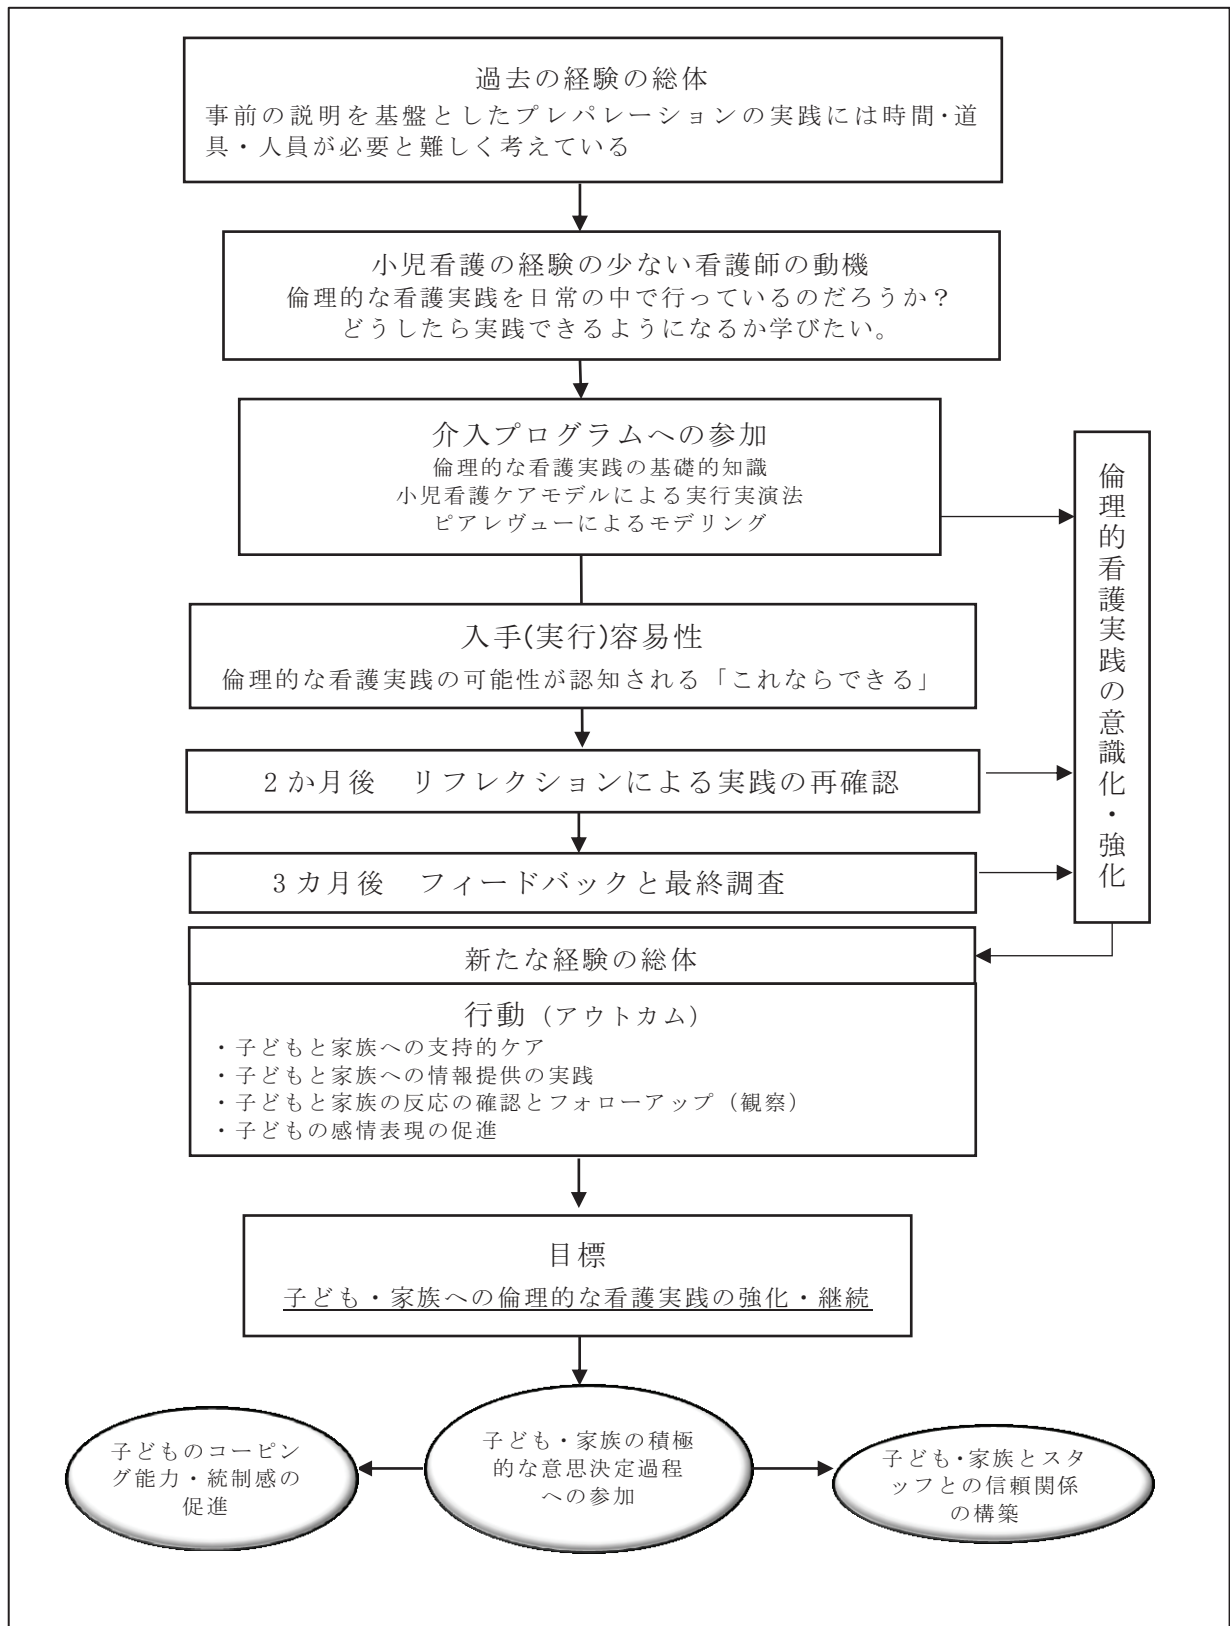 過去の経験の総体
事前の説明を基盤としたプレパレーションの実践には時間・道
具・人員が必要と難しく考えている
小児看護の経験の少ない看護師の動機
倫理的な看護実践を日常の中で行っているのだろうか？
どうしたら実践できるようになるか学びたい。
介入プログラムへの参加
倫理的な看護実践の基礎的知識
小児看護ケアモデルによる実行実演法
ピアレヴューによるモデリング
倫理的看護実践の意識化・強化
入手(実行)容易性
倫理的な看護実践の可能性が認知される「これならできる」
2か月後　リフレクションによる実践の再確認
3カ月後　フィードバックと最終調査
新たな経験の総体
行動（アウトカム）
・子どもと家族への支持的ケア
・子どもと家族への情報提供の実践
・子どもと家族の反応の確認とフォローアップ（観察）
・子どもの感情表現の促進
目標
子ども・家族への倫理的な看護実践の強化・継続
子どものコーピン
グ能力・統制感の
促進
子ども・家族の積極
的な意思決定過程
への参加
子ども・家族とスタ
ッフとの信頼関係
の構築